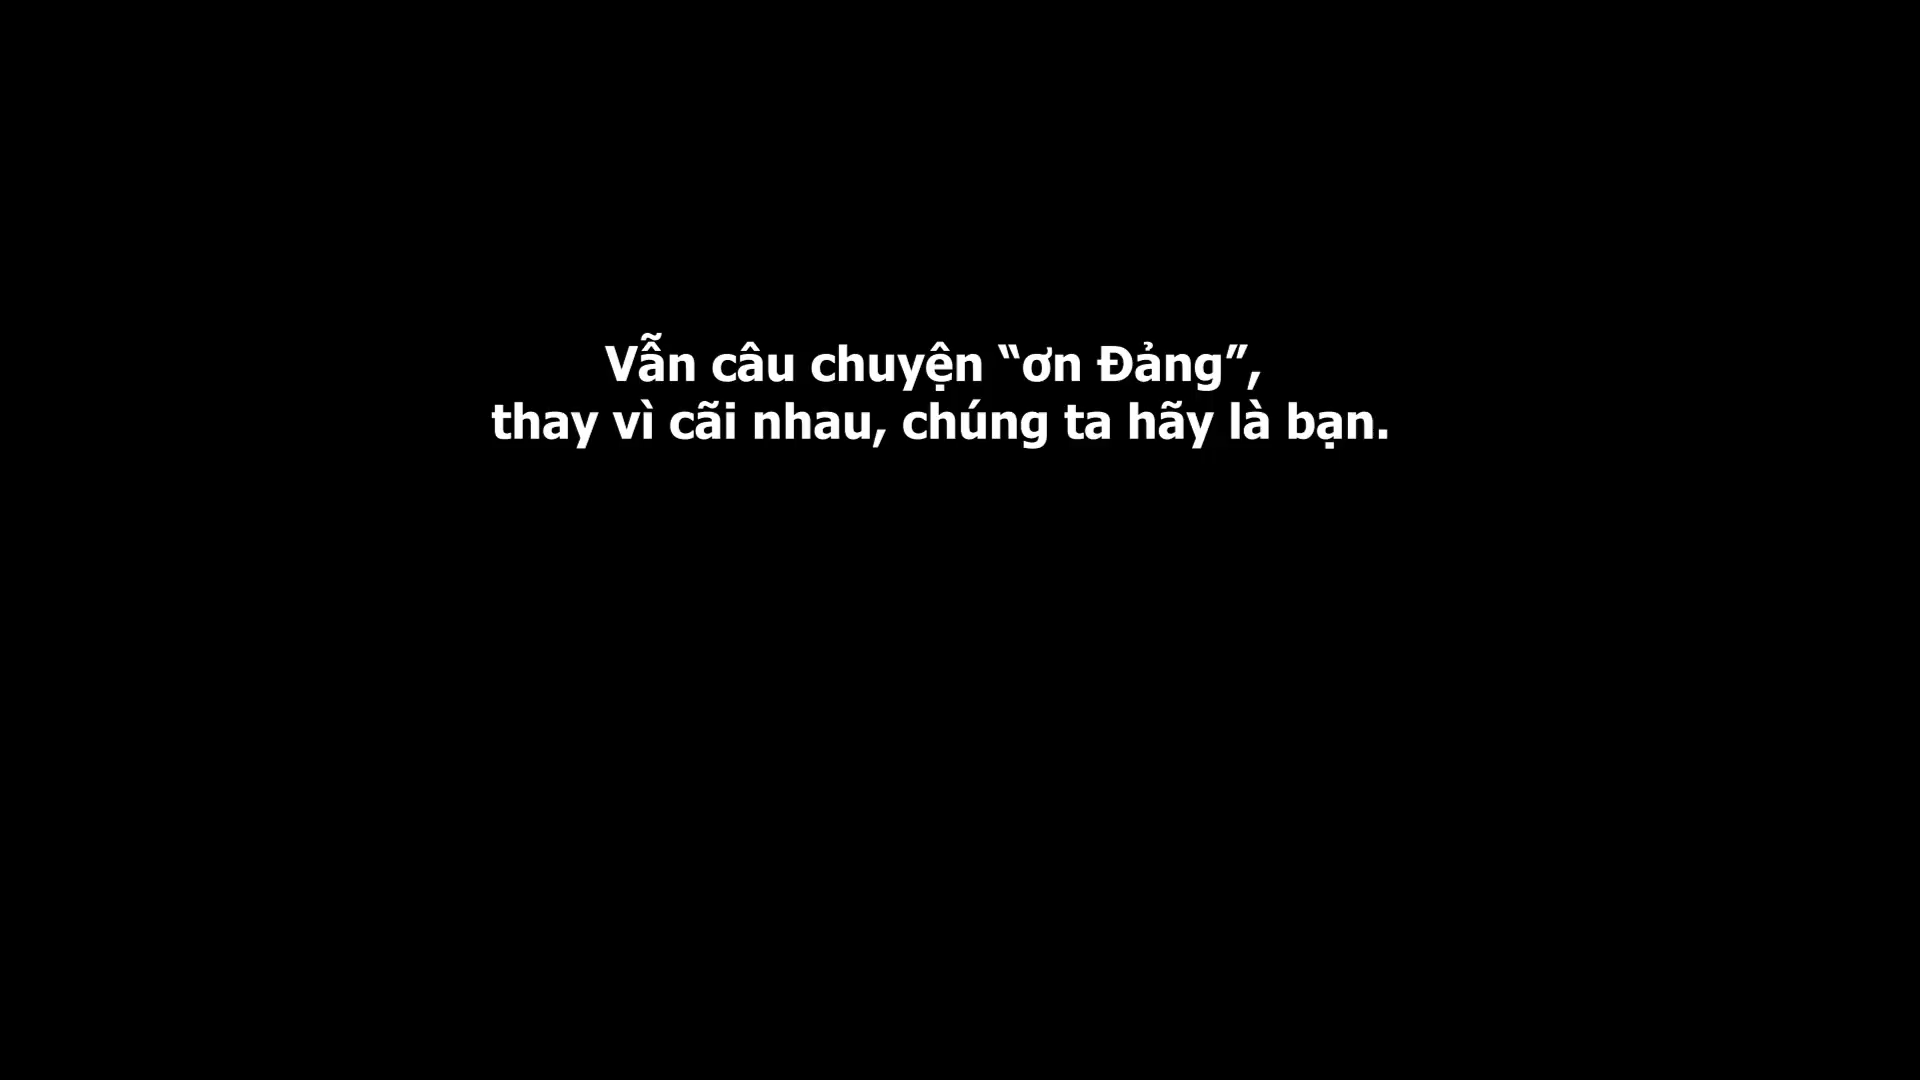 Vẫn câu chuyện “ơn Đảng”,
thay vì cãi nhau, chúng ta hãy là bạn.